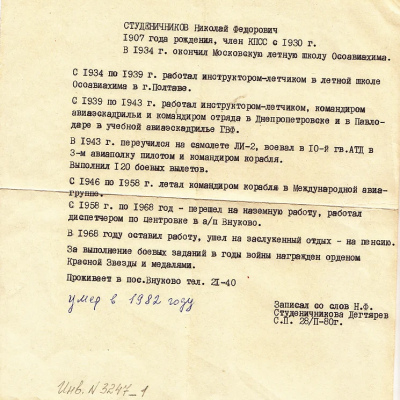 СТУДЕНИЧНИКОВ Николай Федорович
1907 года рождения, член КПСС с 1930 г.
В 1934 г. окончил Московскую летную школу Осоавиахима.
С 1934 по 1939 г. работал инструктором-летчиком в летной школе
Осоавиахима в г.Полтаве.
С 1939 по 1943 г. работал инструктором-летчиком, командиром
авиаэскадрильи и командиром отряда в Днепропетровске и в Павло-
даре в учебной авиаэскадрилье ГВФ.
В 1943 г. переучился на самолете ЛИ-2, воевал в 10-й гв.АТД в
3-м авиаполку пилотом и командиром корабля.
Выполнил 120 боевых вылетов.
С 1946 по 1958 г. летал командиром корабля в Международной авиа-
группе.
С 1958 г. по 1968 год - перешел на наземную работу, работал
диспетчером по центровке в а/п Внуково.
В 1968 году оставил работу, ушел на заслуженный отдых - на пенсию.
За выполнение боевых заданий в годы войны награжден орденом
Красной Звезды и медалями.
Проживает в пос.Внуково тел. 21-40
умер в 1982 году
Записал со слов Н.Ф.
Студеничникова Дегтярев
С.П. 28/П-80г.
Инв. N 3247_1